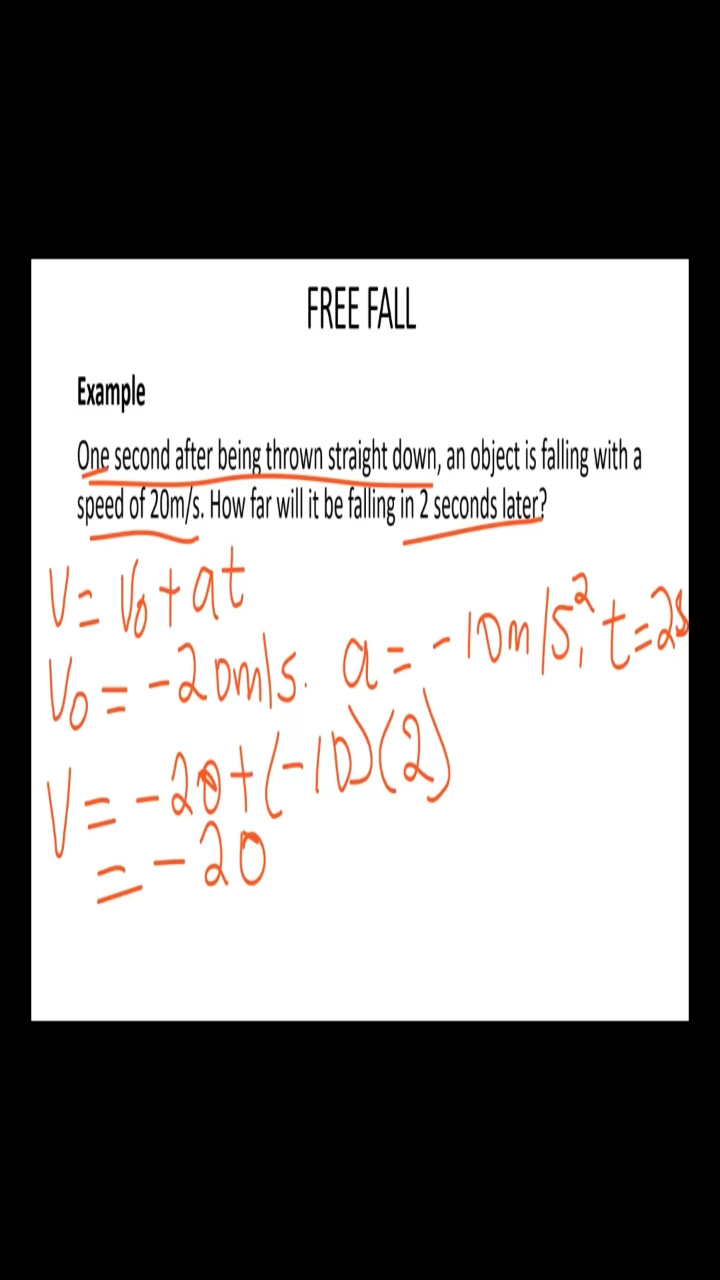 FREE FALL
Example
One second after being thrown straight down, an object is falling with a
speed of 20m/s. How far will it be falling in 2 seconds later?
V = V₀ + at
V₀ = -20m/s. a = -10m/s², t=2s
V = -20+(-10)(2)
= -20